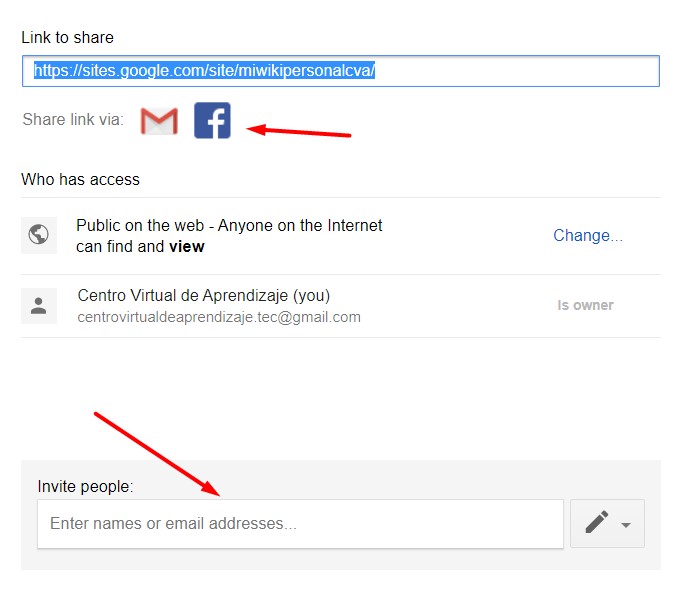 Link to share
https://sites.google.com/site/miwikipersonalcva/
Share link via:
Who has access
Public on the web - Anyone on the Internet
can find and view
Change...
Centro Virtual de Aprendizaje (you)
centrovirtualdeaprendizaje.tec@gmail.com
Is owner
Invite people:
Enter names or email addresses...